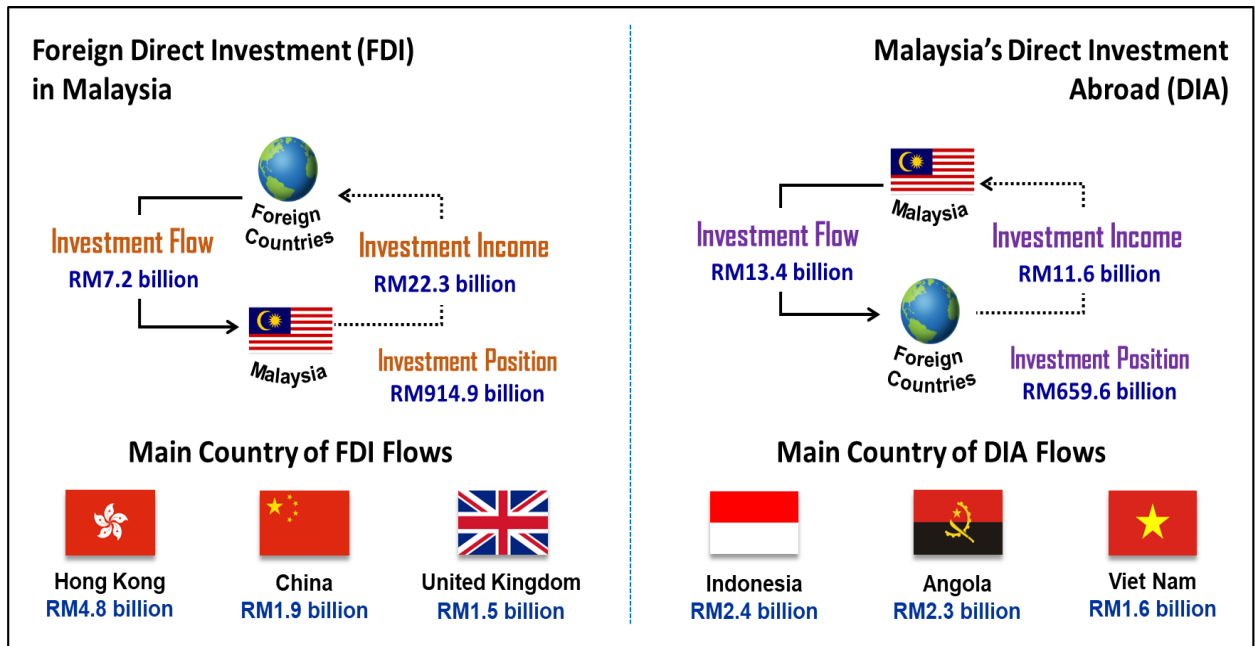 Foreign Direct Investment (FDI)
in Malaysia
Foreign
Countries
Investment Flow
RM7.2 billion
Investment Income
RM22.3 billion
Malaysia
Investment Position
RM914.9 billion
Main Country of FDI Flows
Hong Kong
RM4.8 billion
China
RM1.9 billion
United Kingdom
RM1.5 billion
Malaysia's Direct Investment
Abroad (DIA)
Malaysia
Investment Flow
RM13.4 billion
Investment Income
RM11.6 billion
Foreign
Countries
Investment Position
RM659.6 billion
Main Country of DIA Flows
Indonesia
RM2.4 billion
Angola
RM2.3 billion
Viet Nam
RM1.6 billion